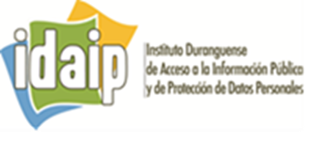 idaip
Instituto Duranguense
de Acceso a la Información Pública
y de Protección de Datos Personales